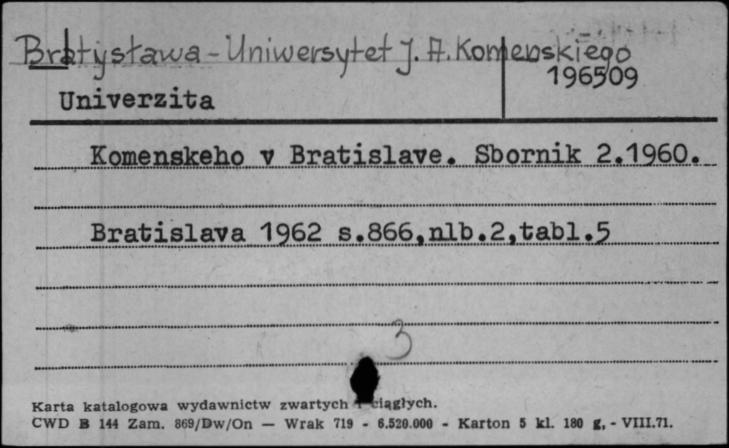 Bratysława - Uniwersytet J. A. Komenskiego
196509
Univerzita
Komenskeho v Bratislave. Sbornik 2.1960.
Bratislava 1962 s.866,nlb.2,tabl.5
3
Karta katalogowa wydawnictw zwartych i ciągłych.
CWD B 144 Zam. 869/Dw/On — Wrak 719 - 6.520.000 - Karton 5 kl. 180 g, - VIII.71.